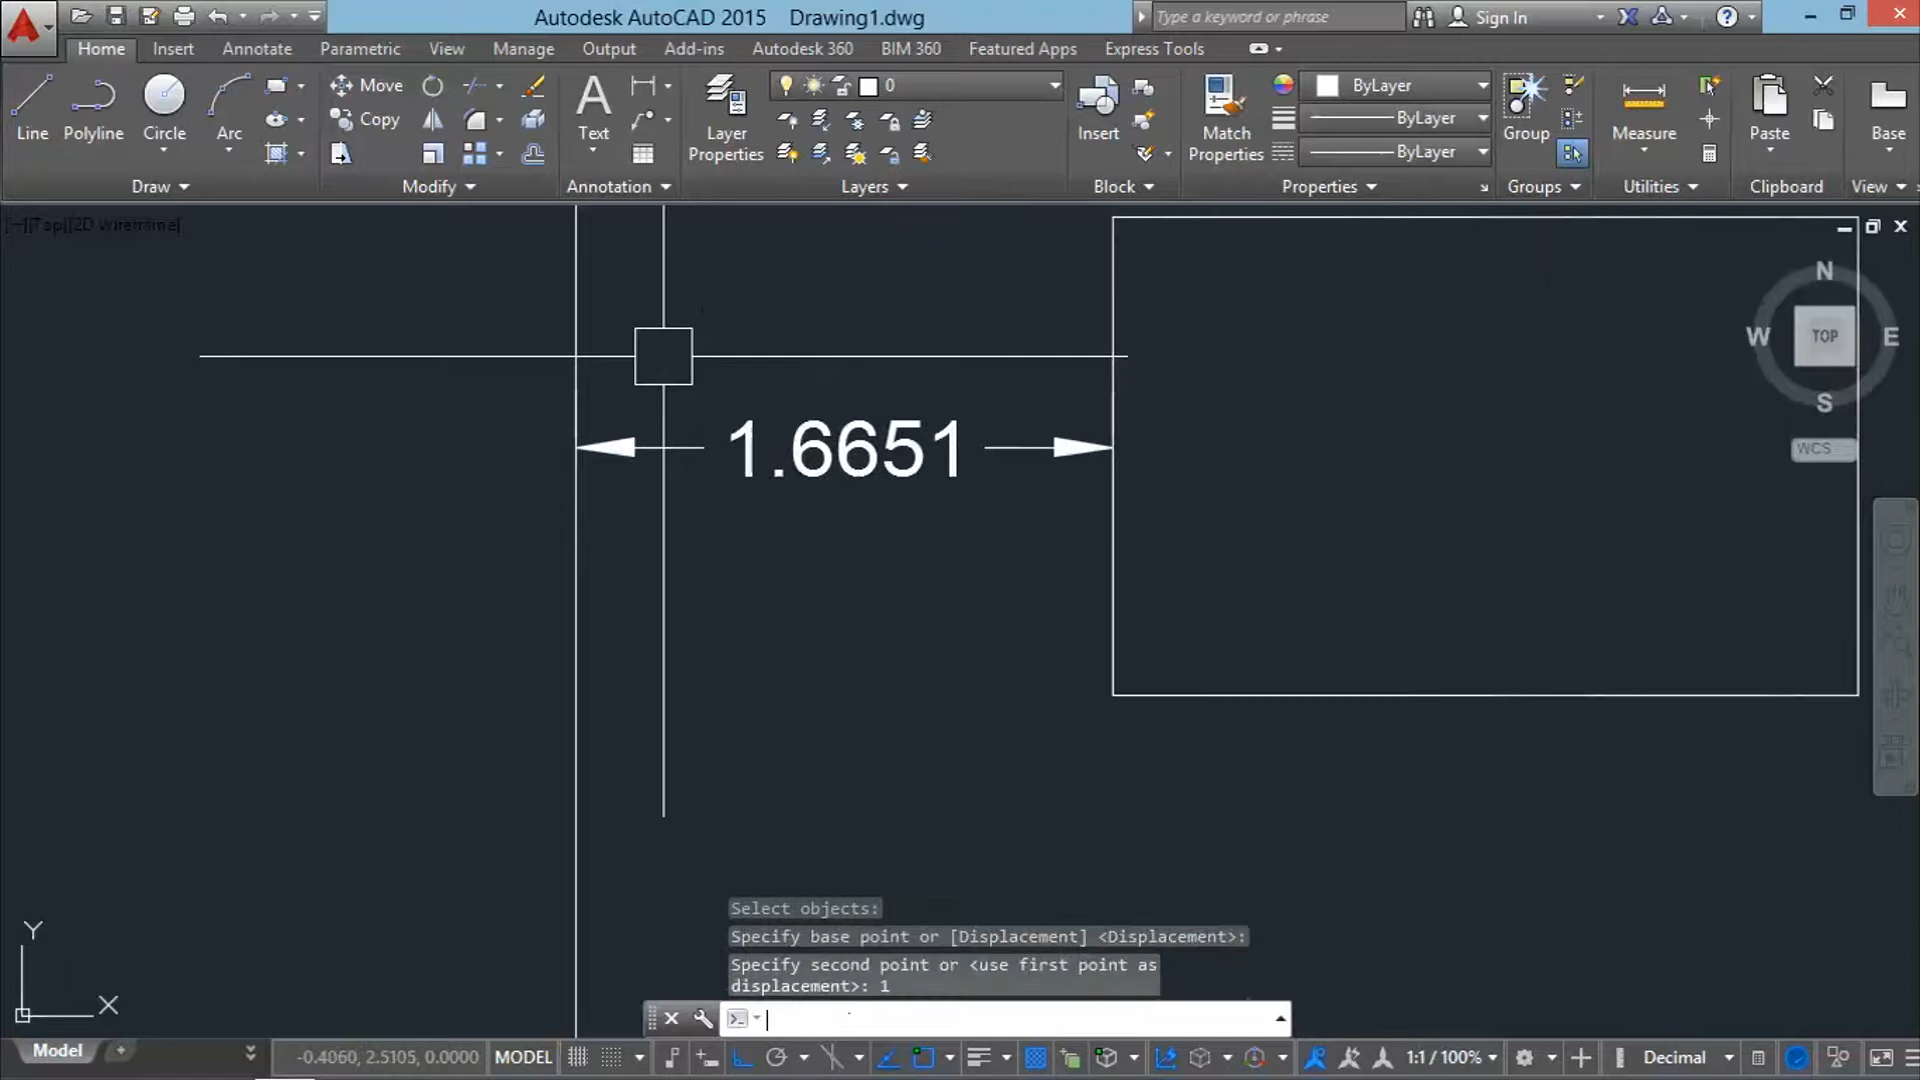 Autodesk AutoCAD 2015 Drawing1.dwg
Type a keyword or phrase
Sign In
Home Insert Annotate Parametric View Manage Output Add-ins Autodesk 360 BIM 360 Featured Apps Express Tools
Line
Polyline
Circle
Arc
Draw
Move
Copy
Modify
Text
Annotation
Layer
Properties
0
Layers
Insert
Block
Match
Properties
ByLayer
ByLayer
ByLayer
Properties
Group
Groups
Measure
Utilities
Paste
Clipboard
Base
View
[−][Top][2D Wireframe]
N
W
TOP
E
S
WCS
1.6651
Y
X
Select objects:
Specify base point or [Displacement] <Displacement>:
Specify second point or <use first point as
displacement>: 1
Model
-0.4060, 2.5105, 0.0000
MODEL
1:1 / 100%
Decimal